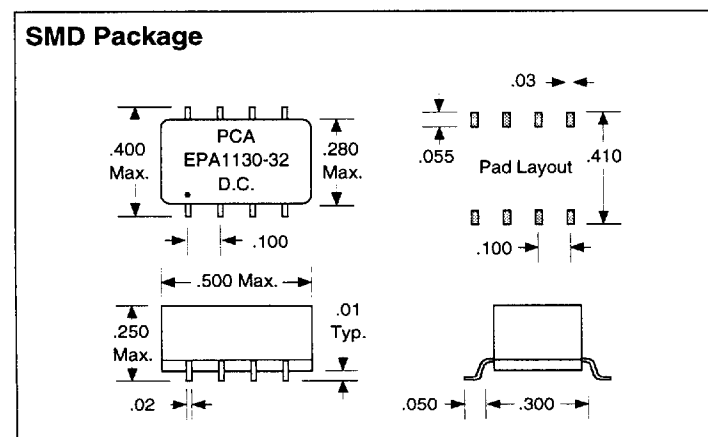 SMD Package
.400
Max.
PCA
EPA1130-32
D.C.
.280
Max.
.100
.03
.055
Pad Layout
.410
.100
.500 Max.
.250
Max.
.01
Typ.
.02
.050
.300